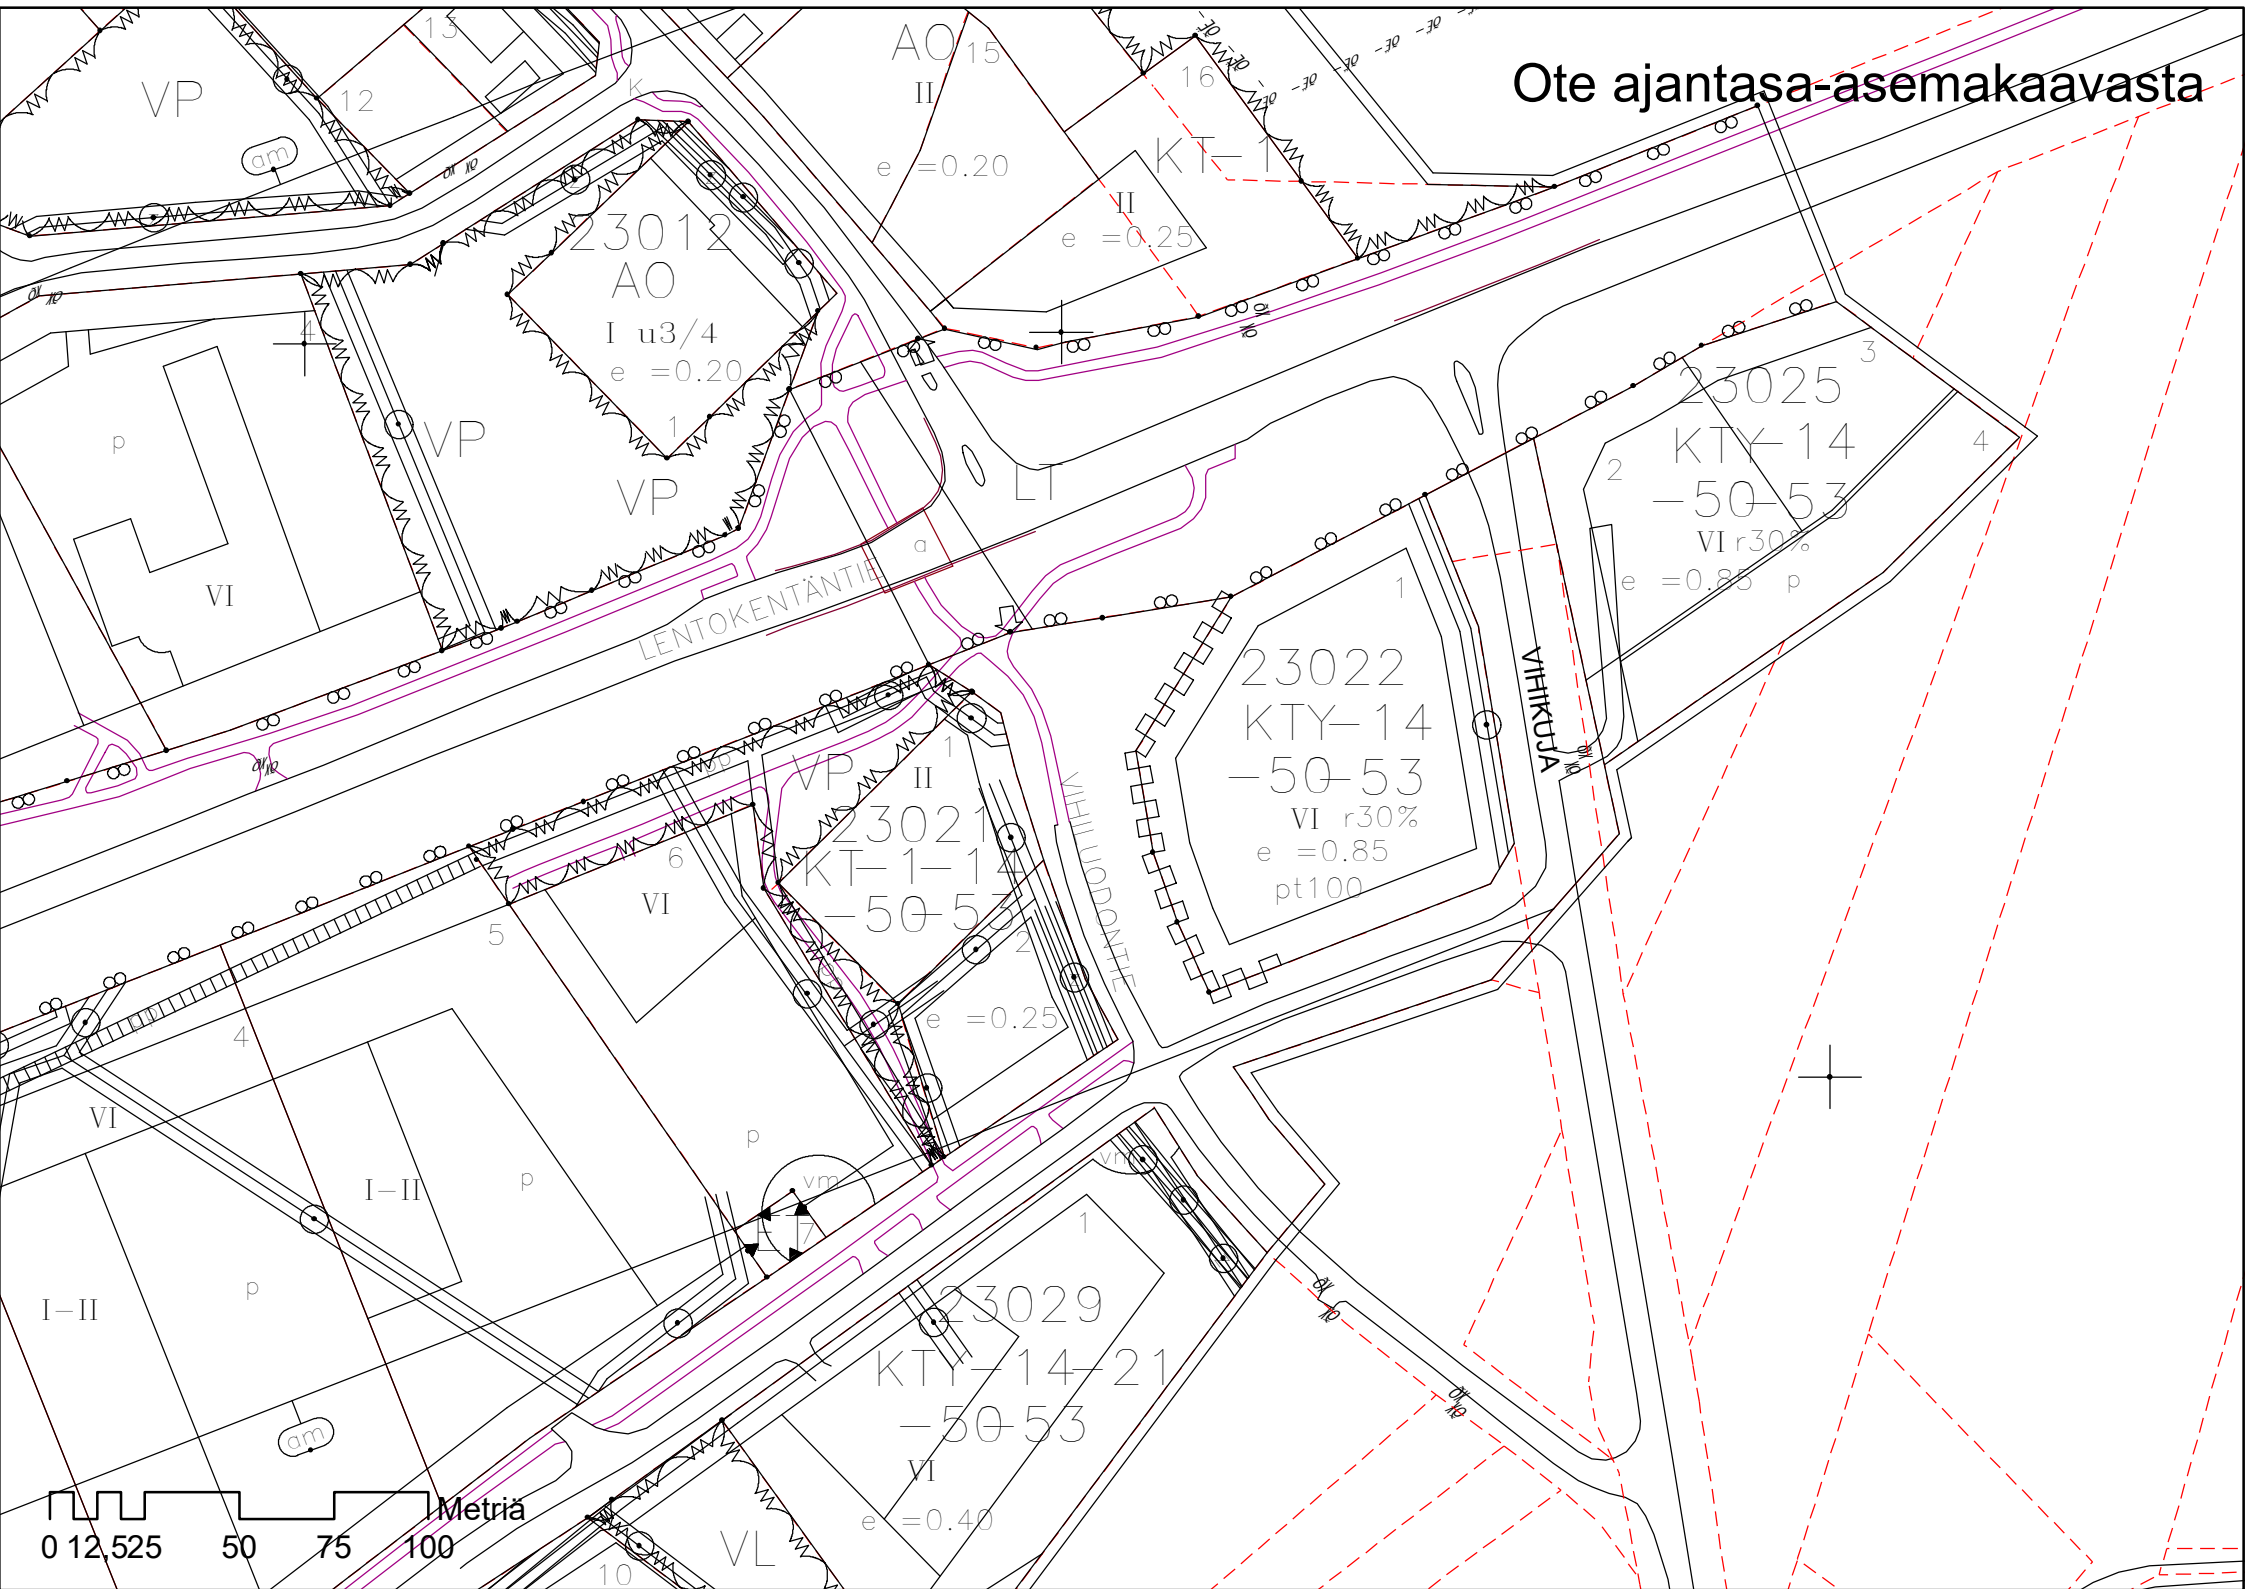 Ote ajantasa-asemakaavasta
13
AO 15
II
12
VP
K
16
am
KT-1
e =0.20
23012
II
AO
e =0.25
I u3/4
4
e =0.20
3
23025
1
VP
p
KTY-14
4
2
VP
LT
-50-53
VI r30%
a
e =0.85 p
1
VI
LENTOKENTÄNTIE
23022
VIHIKUJA
KTY-14
1
pp
VP
II
-50-53
VIHILUODONTIE
23021
VI r30%
6
e =0.85
KT-1-14
pt100
VI
-50-53
5
2
pp
4
e =0.25
VI
p
vm
vm
I-II
p
ET
7
1
p
I-II
23029
KTY-14-21
am
-50-53
VI
Metriä
e =0.40
0 12,525 50 75 100
VL
10